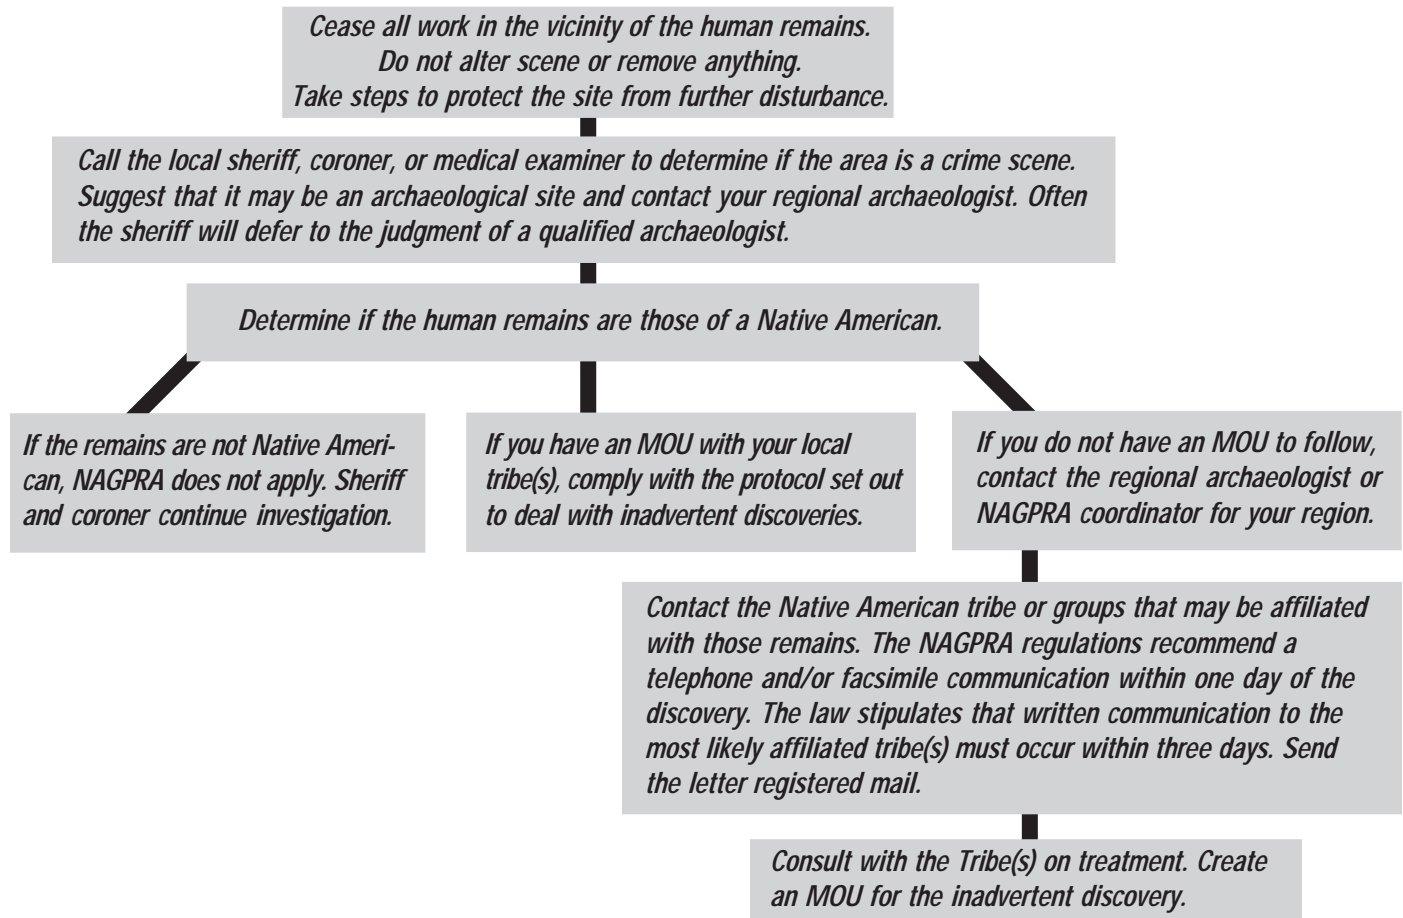 Cease all work in the vicinity of the human remains.
Do not alter scene or remove anything.
Take steps to protect the site from further disturbance.
Call the local sheriff, coroner, or medical examiner to determine if the area is a crime scene.
Suggest that it may be an archaeological site and contact your regional archaeologist. Often
the sheriff will defer to the judgment of a qualified archaeologist.
Determine if the human remains are those of a Native American.
If the remains are not Native Ameri-
can, NAGPRA does not apply. Sheriff
and coroner continue investigation.
If you have an MOU with your local
tribe(s), comply with the protocol set out
to deal with inadvertent discoveries.
If you do not have an MOU to follow,
contact the regional archaeologist or
NAGPRA coordinator for your region.
Contact the Native American tribe or groups that may be affiliated
with those remains. The NAGPRA regulations recommend a
telephone and/or facsimile communication within one day of the
discovery. The law stipulates that written communication to the
most likely affiliated tribe(s) must occur within three days. Send
the letter registered mail.
Consult with the Tribe(s) on treatment. Create
an MOU for the inadvertent discovery.